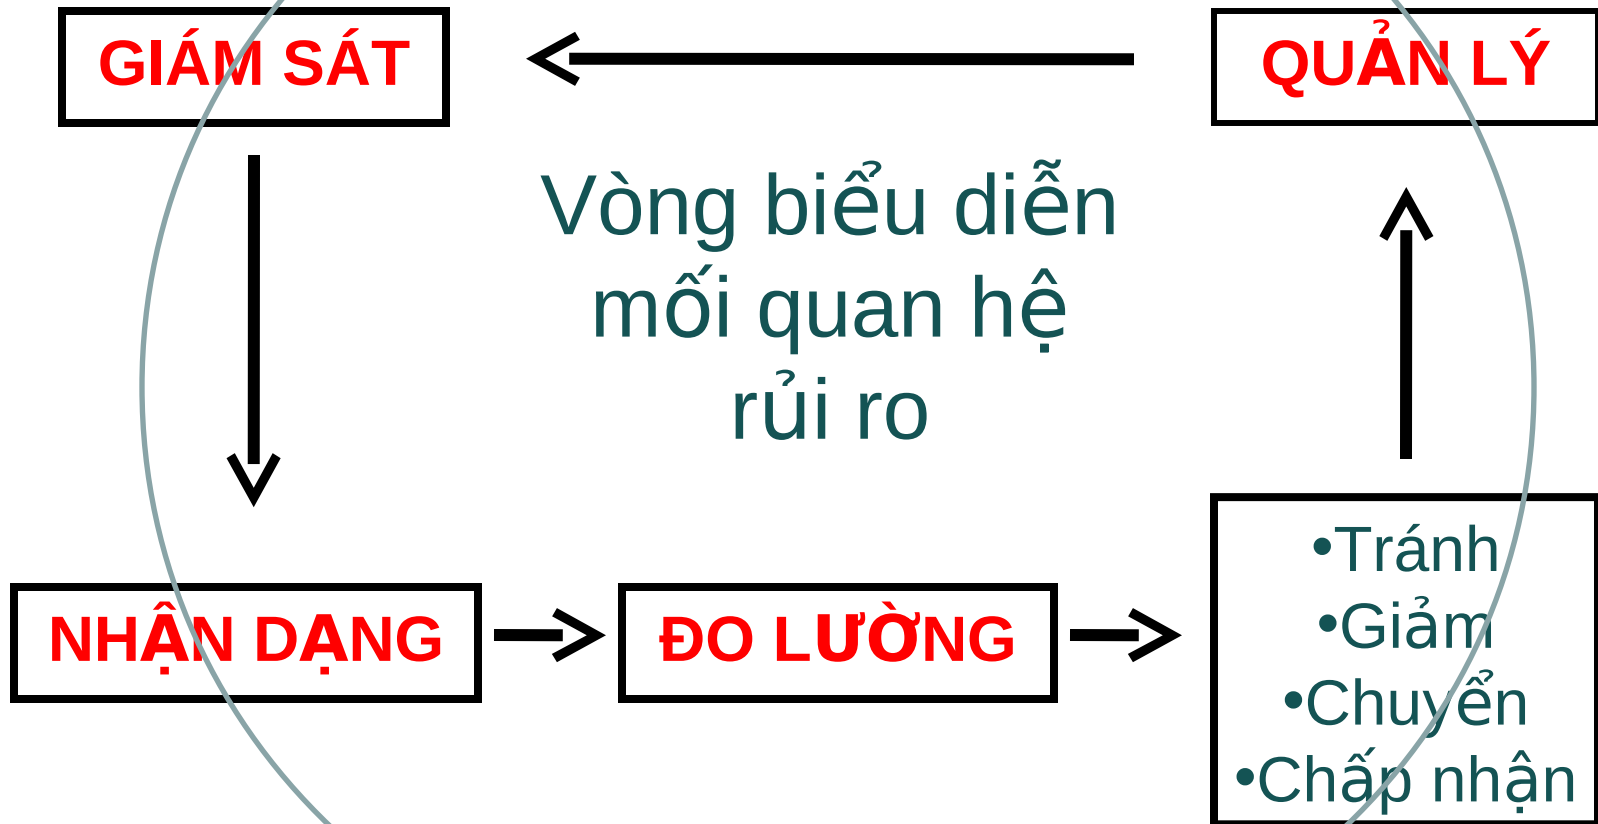 GIÁM SÁT
QUẢN LÝ
Vòng biểu diễn
mối quan hệ
rủi ro
NHẬN DẠNG
ĐO LƯỜNG
•Tránh
•Giảm
•Chuyển
•Chấp nhận